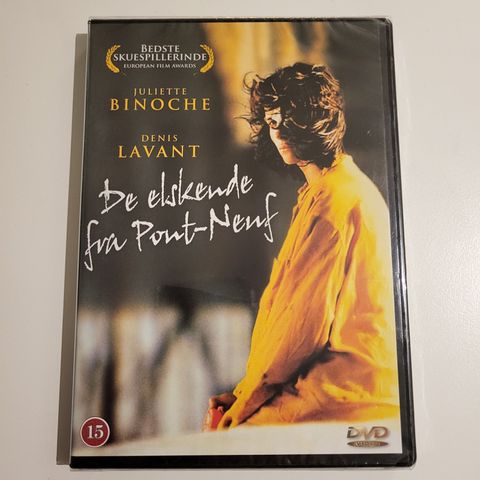 BEDSTE
SKUESPILLERINDE
EUROPEAN FILM AWARDS
JULIETTE
BINOCHE
DENIS
LAVANT
De elskende
fra Pont-Neuf
15
DVD